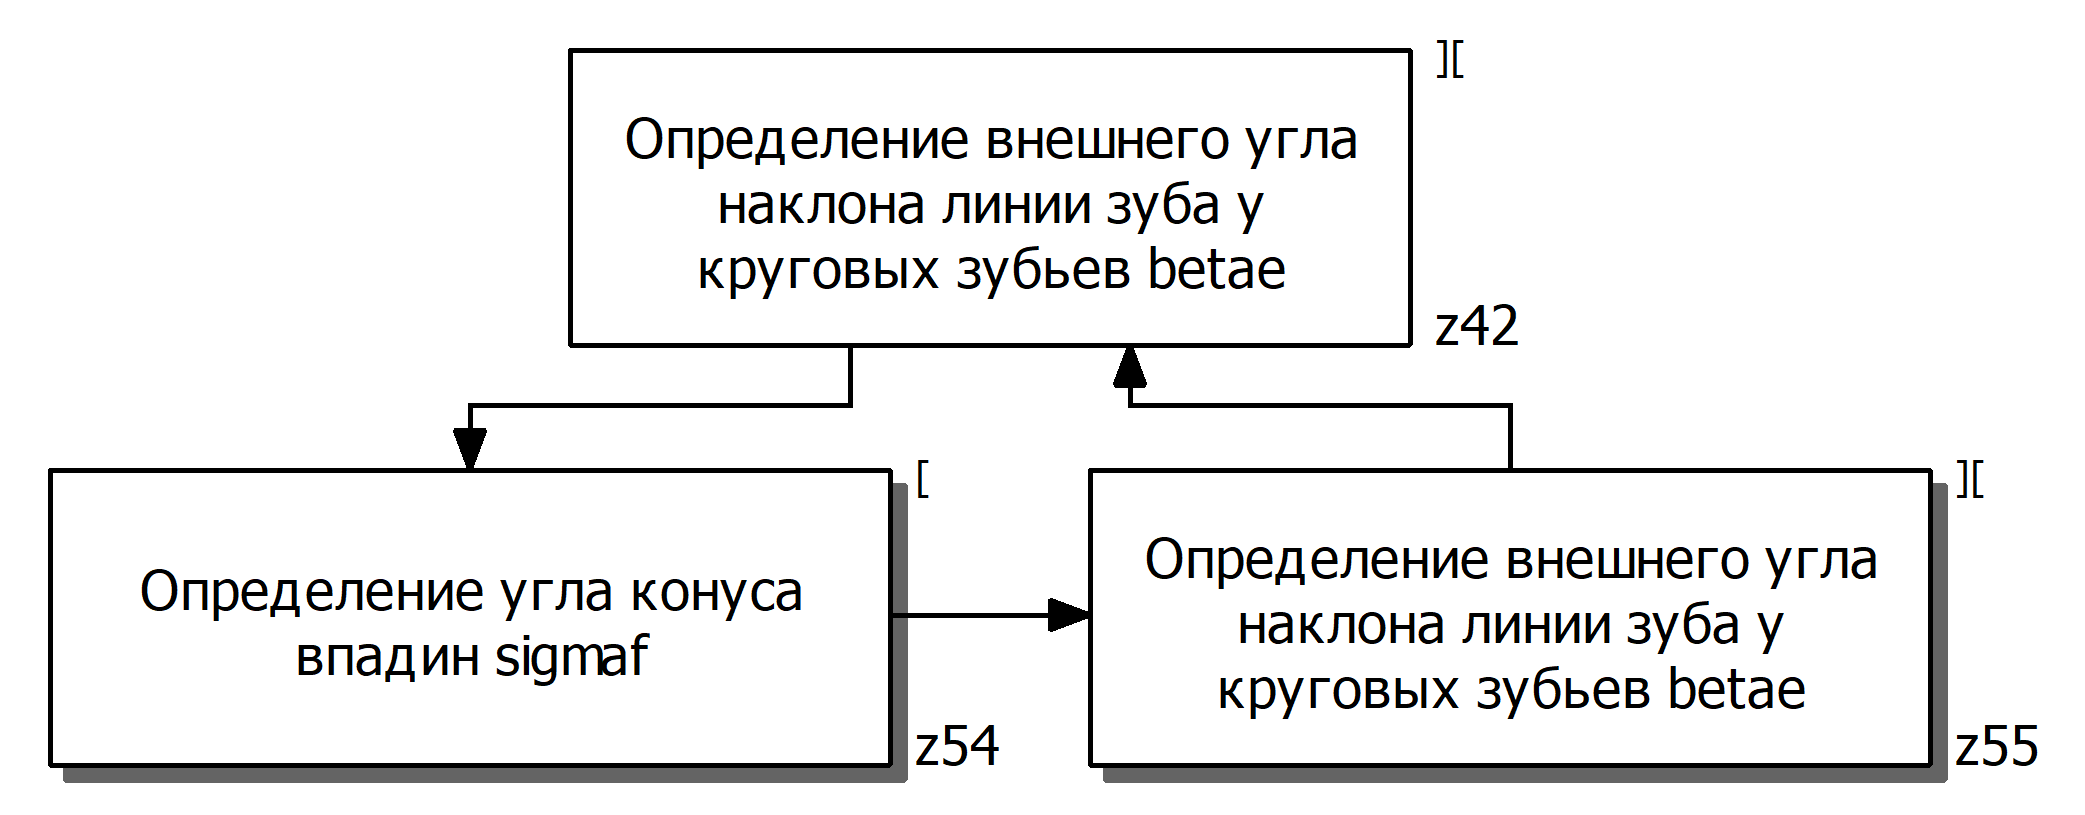 ][
Определение внешнего угла
наклона линии зуба у
круговых зубьев betae
z42
[
Определение угла конуса
впадин sigmaf
z54
][
Определение внешнего угла
наклона линии зуба у
круговых зубьев betae
z55